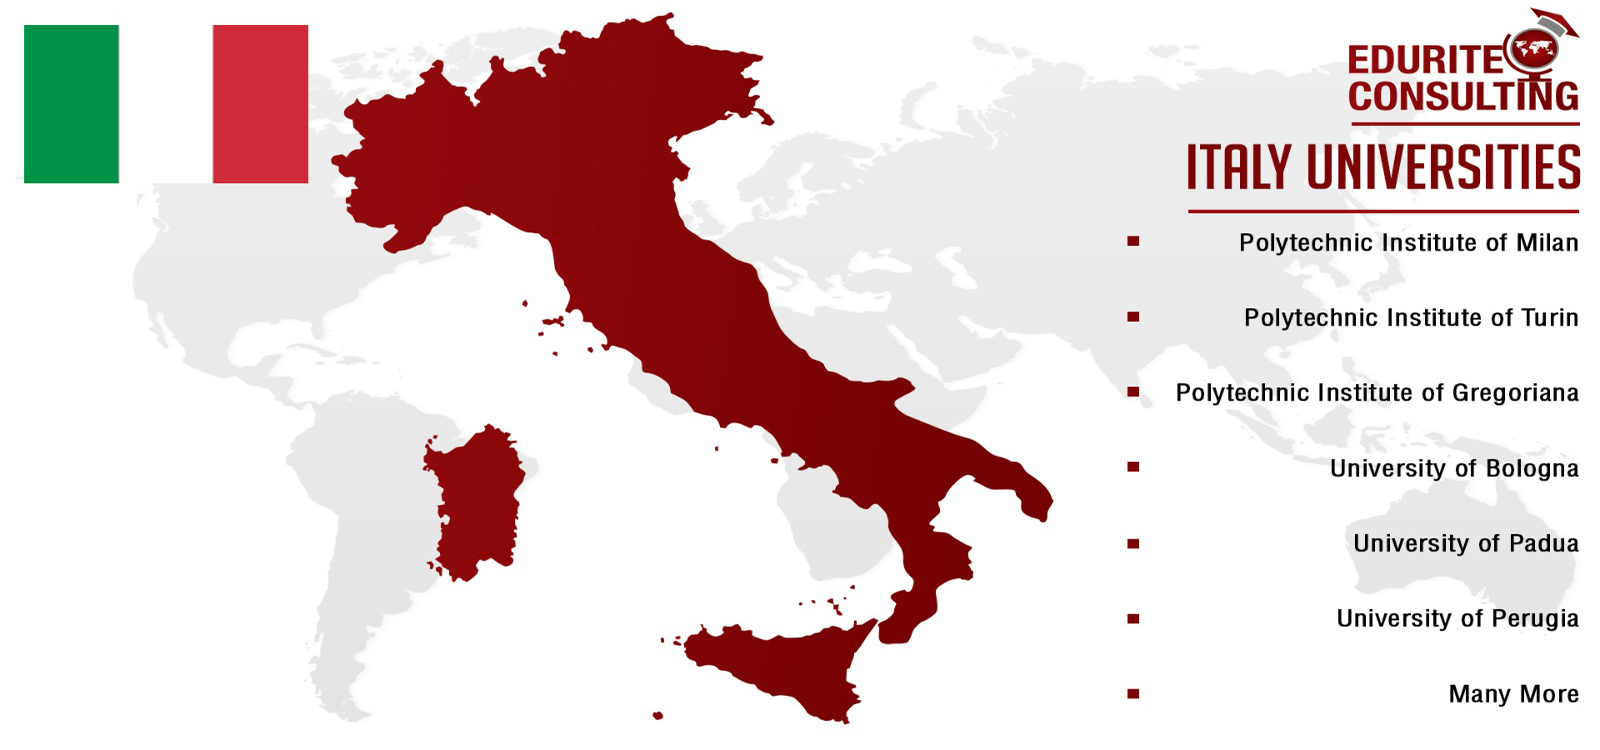 EDURITE
CONSULTING
ITALY UNIVERSITIES
Polytechnic Institute of Milan
Polytechnic Institute of Turin
Polytechnic Institute of Gregoriana
University of Bologna
University of Padua
University of Perugia
Many More